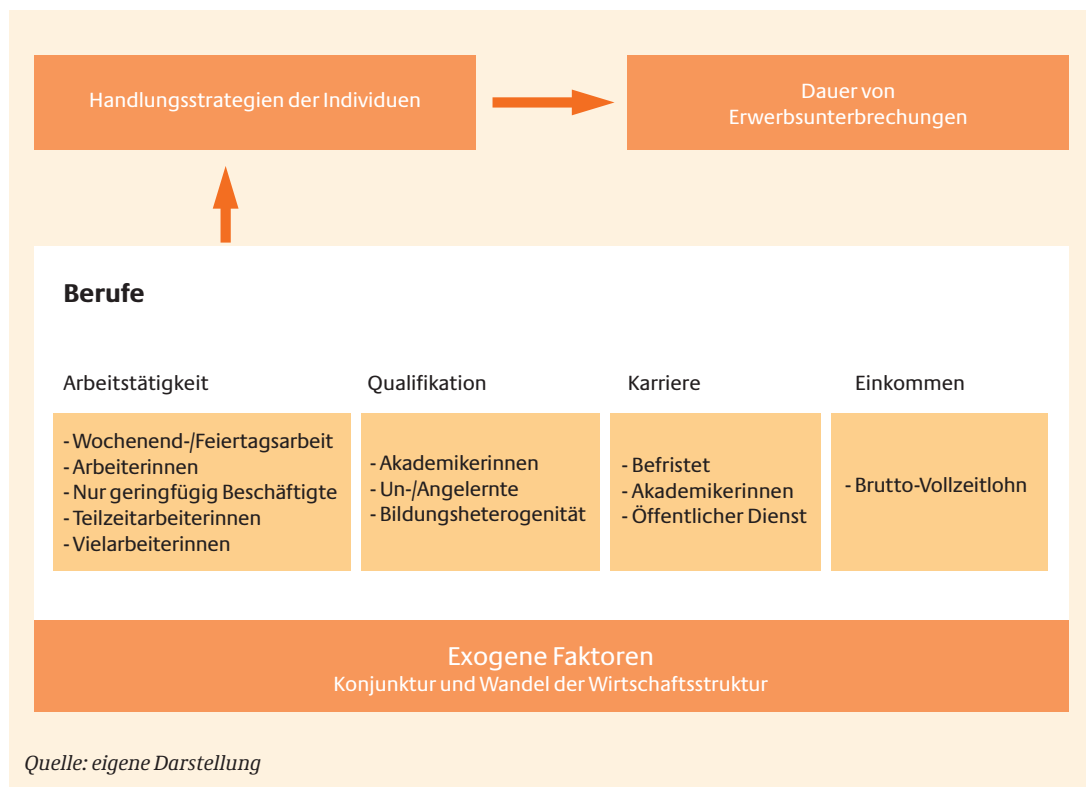 Handlungsstrategien der Individuen
Dauer von
Erwerbsunterbrechungen
Berufe
Arbeitstätigkeit
- Wochenend-/Feiertagsarbeit
- Arbeiterinnen
- Nur geringfügig Beschäftigte
- Teilzeitarbeiterinnen
- Vielarbeiterinnen
Qualifikation
- Akademikerinnen
- Un-/Angelernte
- Bildungsheterogenität
Karriere
- Befristet
- Akademikerinnen
- Öffentlicher Dienst
Einkommen
- Brutto-Vollzeitlohn
Exogene Faktoren
Konjunktur und Wandel der Wirtschaftsstruktur
Quelle: eigene Darstellung